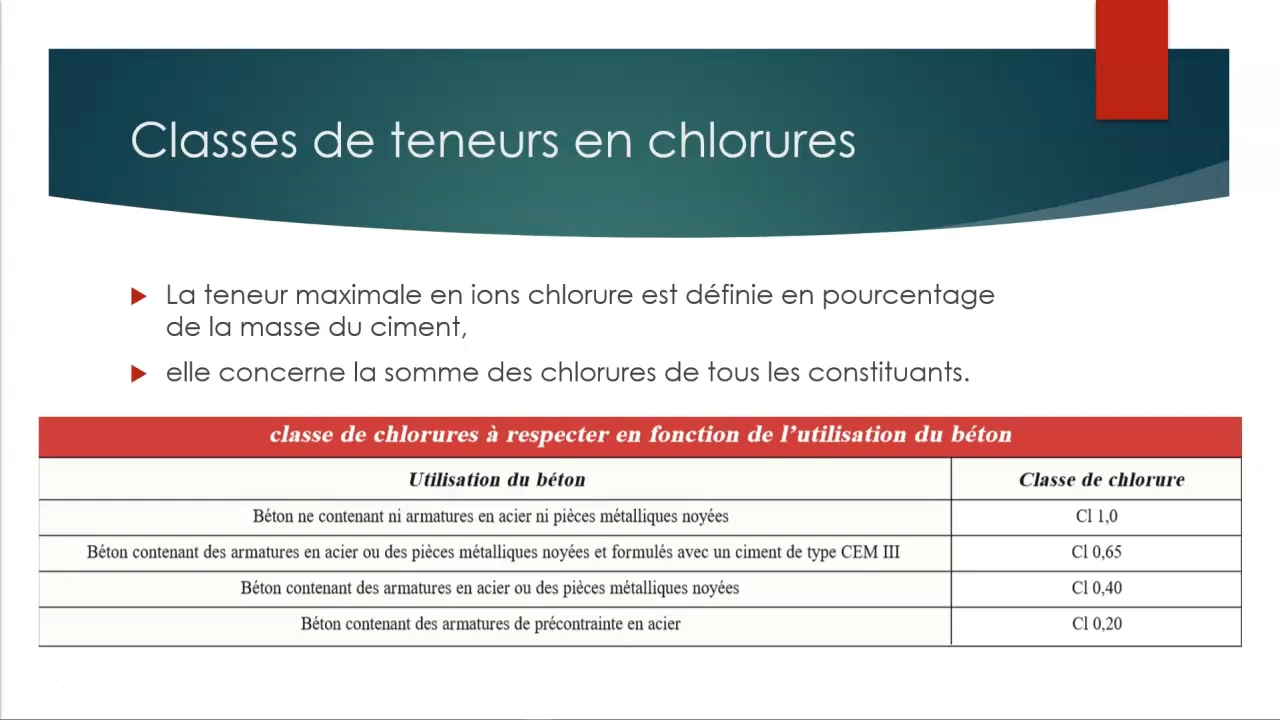 Classes de teneurs en chlorures
La teneur maximale en ions chlorure est définie en pourcentage
de la masse du ciment,
elle concerne la somme des chlorures de tous les constituants.
classe de chlorures à respecter en fonction de l'utilisation du béton
Utilisation du béton Classe de chlorure
Béton ne contenant ni armatures en acier ni pièces métalliques noyées Cl 1,0
Béton contenant des armatures en acier ou des pièces métalliques noyées et formulés avec un ciment de type CEM III Cl 0,65
Béton contenant des armatures en acier ou des pièces métalliques noyées Cl 0,40
Béton contenant des armatures de précontrainte en acier Cl 0,20